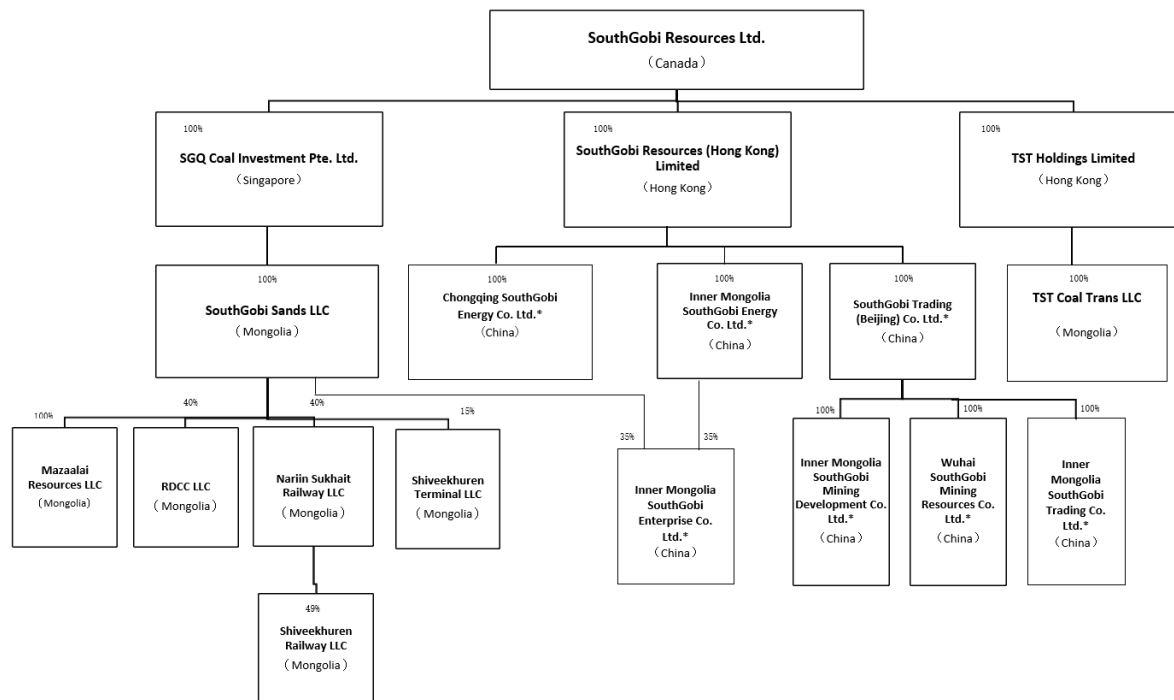 SouthGobi Resources Ltd.
（Canada）
100%
SGQ Coal Investment Pte. Ltd.
（Singapore）
100%
SouthGobi Resources (Hong Kong)
Limited
（Hong Kong）
100%
TST Holdings Limited
（Hong Kong）
100%
SouthGobi Sands LLC
（Mongolia）
100%
Chongqing SouthGobi
Energy Co. Ltd.*
(China)
100%
Inner Mongolia
SouthGobi Energy
Co. Ltd.*
（China）
100%
SouthGobi Trading
(Beijing) Co. Ltd.*
（China）
100%
TST Coal Trans LLC
（Mongolia）
100%
Mazaalai
Resources LLC
（Mongolia）
40%
RDCC LLC
（Mongolia）
40%
Nariin Sukhait
Railway LLC
（Mongolia）
15%
Shiveekhuren
Terminal LLC
（Mongolia）
35%
35%
Inner Mongolia
SouthGobi
Enterprise Co.
Ltd.*
（China）
100%
Inner Mongolia
SouthGobi
Mining
Development Co.
Ltd.*
（China）
100%
Wuhai
SouthGobi
Mining
Resources Co.
Ltd.*
（China）
100%
Inner
Mongolia
SouthGobi
Trading Co.
Ltd.*
（China）
49%
Shiveekhuren
Railway LLC
（Mongolia）